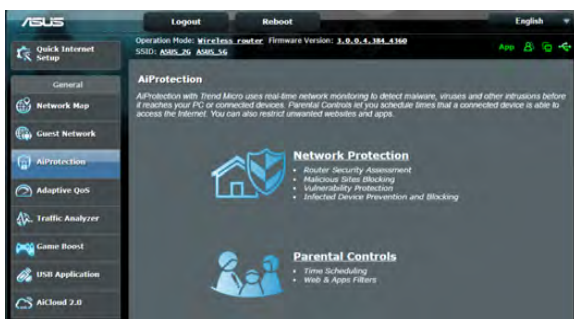 ASUS
Logout
Reboot
English
Quick Internet
Setup
Operation Mode: Wireless router Firmware Version: 3.0.0.4.384_4360
SSID: ASUS_2G ASUS_5G
App
General
Network Map
Guest Network
AiProtection
Adaptive QoS
Traffic Analyzer
Game Boost
USB Application
AiCloud 2.0
AiProtection
AiProtection with Trend Micro uses real-time network monitoring to detect malware, viruses and other intrusions before
it reaches your PC or connected devices. Parental Controls let you schedule times that a connected device is able to
access the Internet. You can also restrict unwanted websites and apps.
Network Protection
• Router Security Assessment
• Malicious Sites Blocking
• Vulnerability Protection
• Infected Device Prevention and Blocking
Parental Controls
• Time Scheduling
• Web & Apps Filters